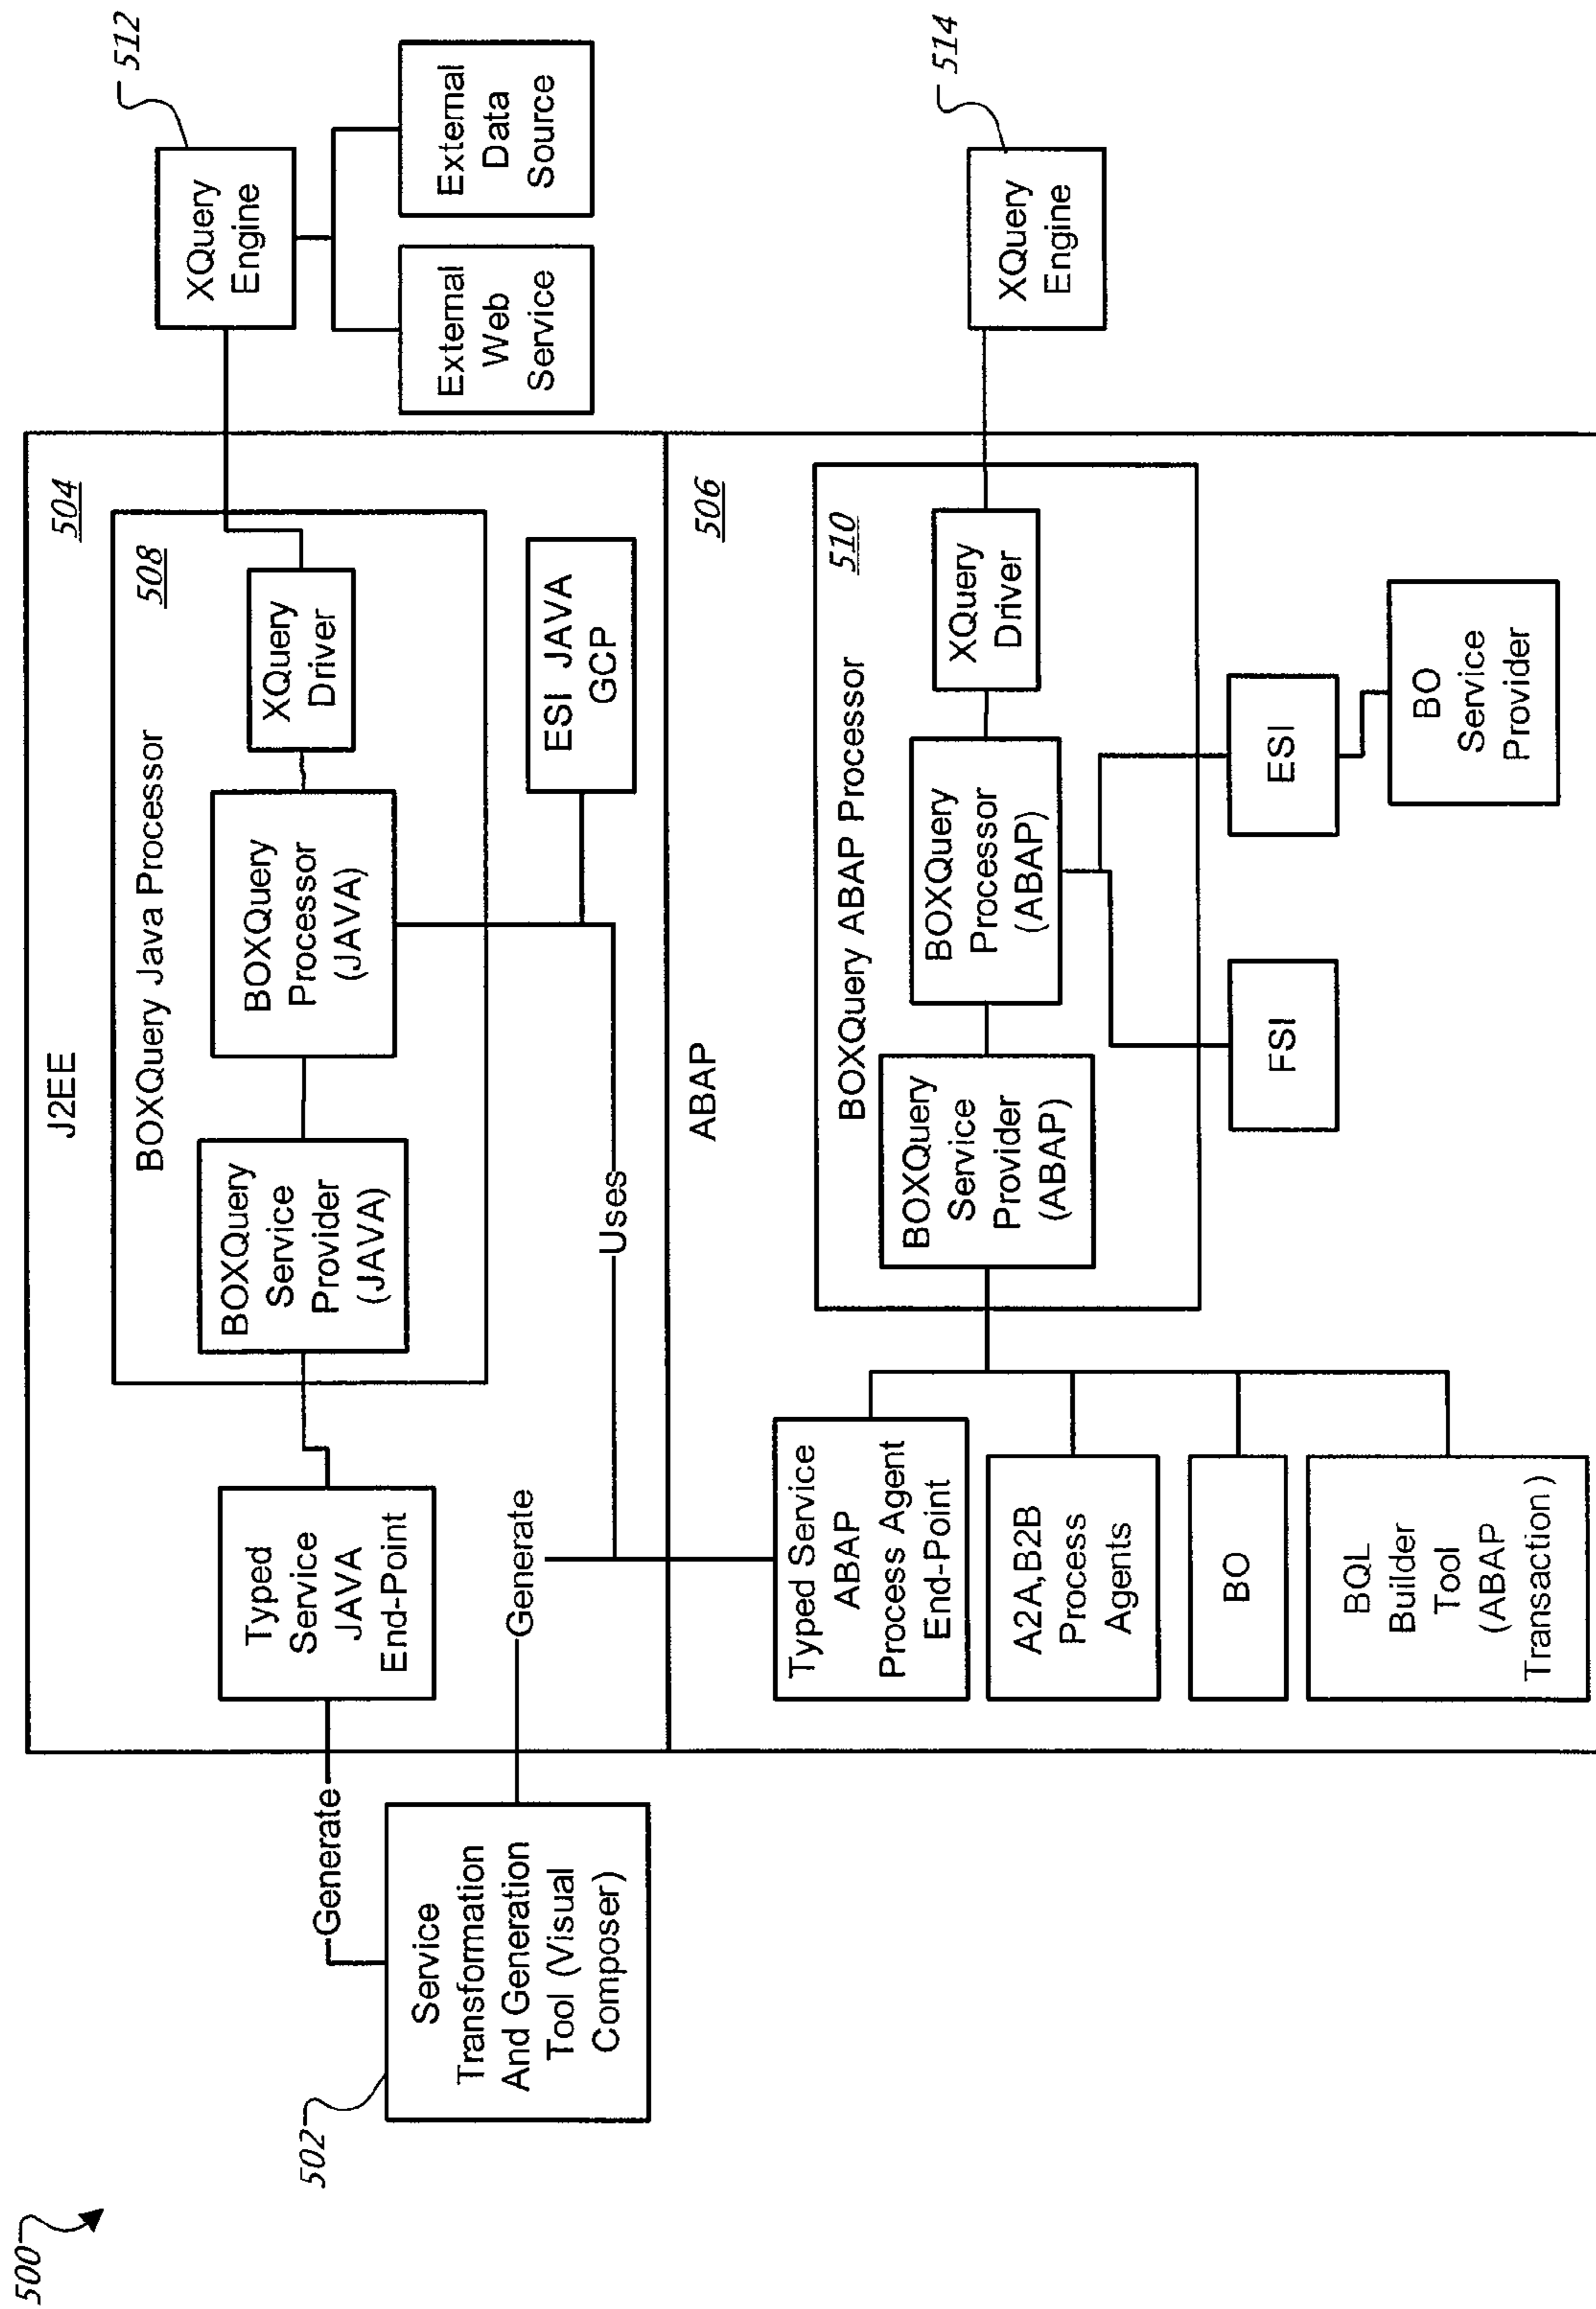 500
502
Service
Transformation
And Generation
Tool (Visual
Composer)
Generate
Generate
J2EE
504
Typed
Service
JAVA
End-Point
BOXQuery Java Processor
508
BOXQuery
Service
Provider
(JAVA)
BOXQuery
Processor
(JAVA)
XQuery
Driver
ESI JAVA
GCP
Uses
512
XQuery
Engine
External
Web
Service
External
Data
Source
ABAP
506
Typed Service
ABAP
Process Agent
End-Point
A2A,B2B
Process
Agents
BO
BQL
Builder
Tool
(ABAP
Transaction)
BOXQuery ABAP Processor
510
BOXQuery
Service
Provider
(ABAP)
BOXQuery
Processor
(ABAP)
XQuery
Driver
FSI
ESI
BO
Service
Provider
514
XQuery
Engine